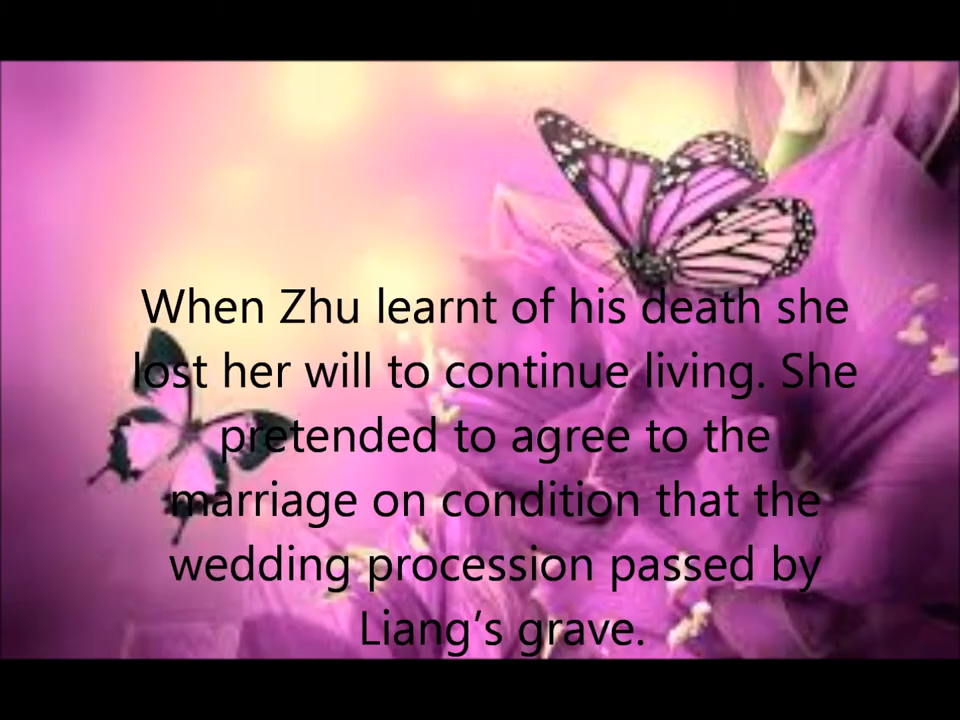 When Zhu learnt of his death she
lost her will to continue living. She
pretended to agree to the
marriage on condition that the
wedding procession passed by
Liang’s grave.